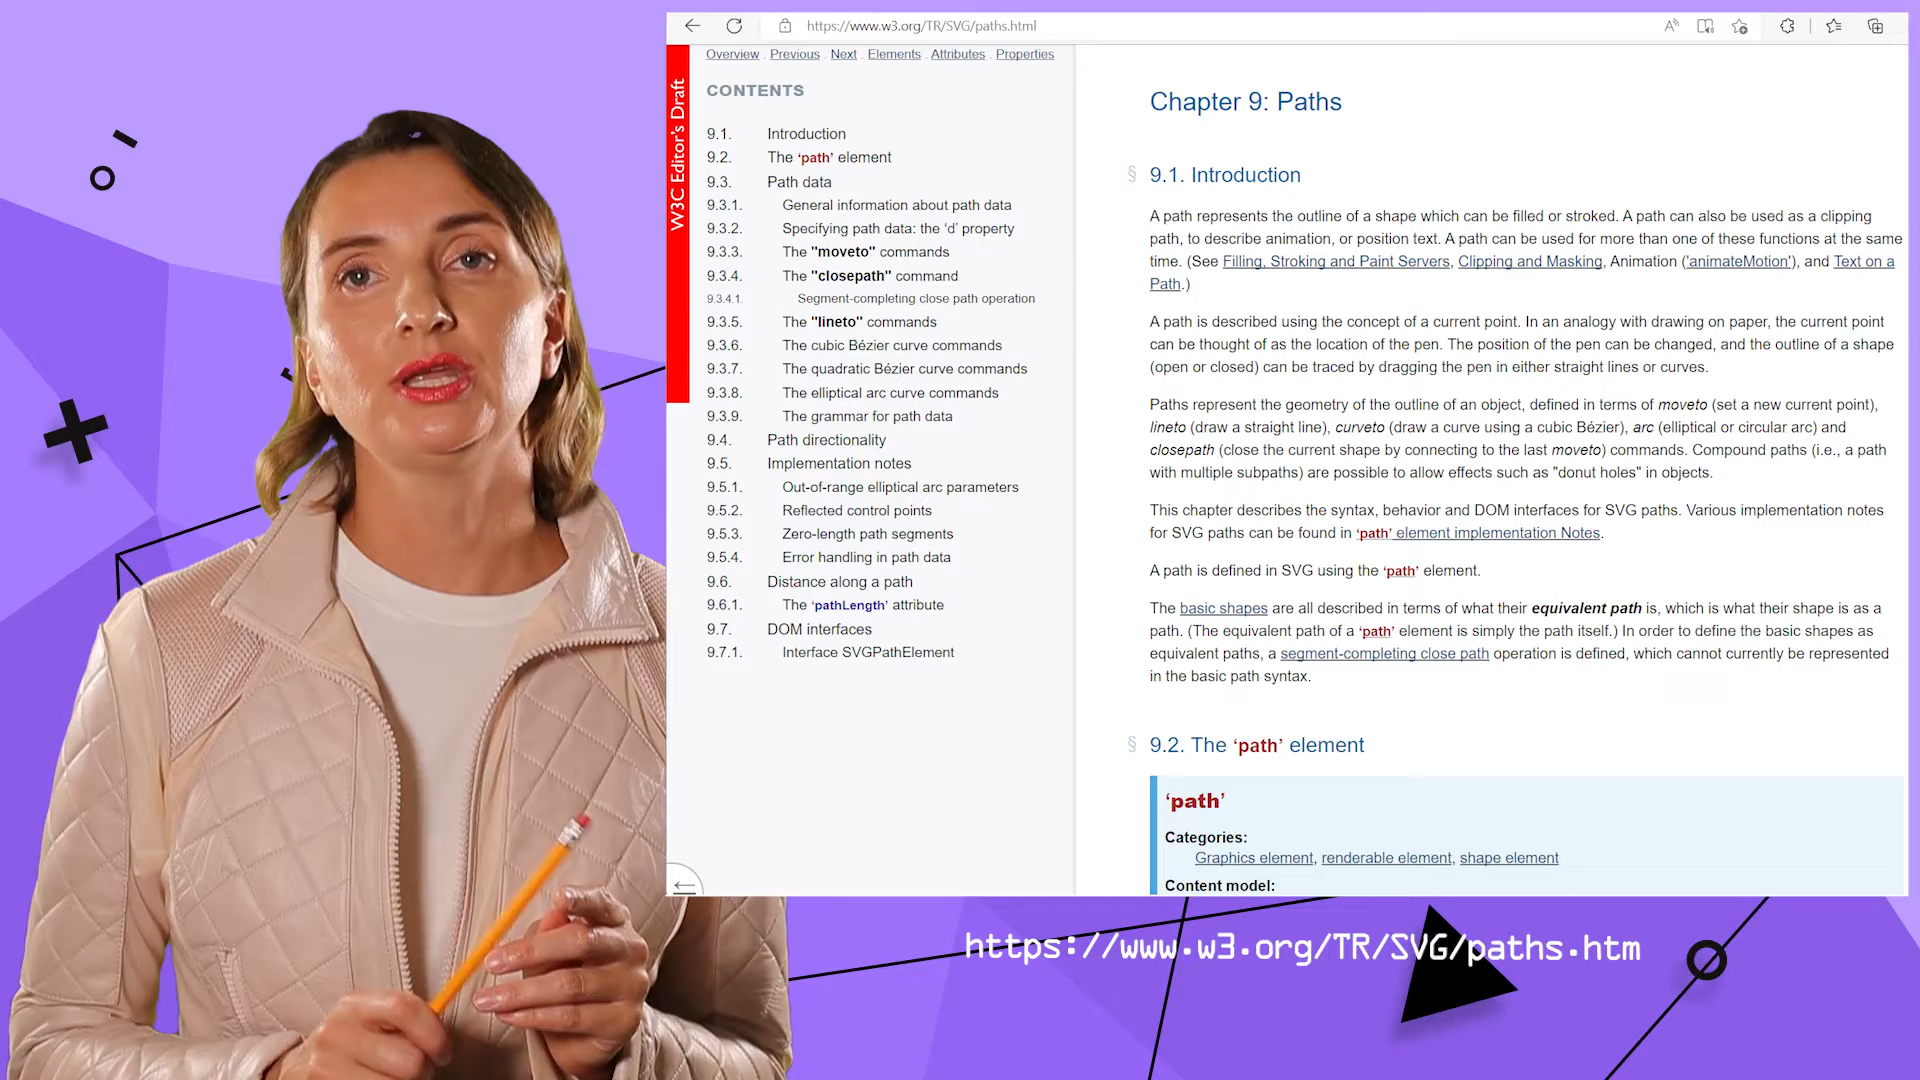 https://www.w3.org/TR/SVG/paths.html
W3C Editor's Draft
Overview . Previous . Next . Elements . Attributes . Properties
CONTENTS
9.1. Introduction
9.2. The ‘path’ element
9.3. Path data
9.3.1. General information about path data
9.3.2. Specifying path data: the ‘d’ property
9.3.3. The "moveto" commands
9.3.4. The "closepath" command
9.3.4.1. Segment-completing close path operation
9.3.5. The "lineto" commands
9.3.6. The cubic Bézier curve commands
9.3.7. The quadratic Bézier curve commands
9.3.8. The elliptical arc curve commands
9.3.9. The grammar for path data
9.4. Path directionality
9.5. Implementation notes
9.5.1. Out-of-range elliptical arc parameters
9.5.2. Reflected control points
9.5.3. Zero-length path segments
9.5.4. Error handling in path data
9.6. Distance along a path
9.6.1. The ‘pathLength’ attribute
9.7. DOM interfaces
9.7.1. Interface SVGPathElement
Chapter 9: Paths
§ 9.1. Introduction
A path represents the outline of a shape which can be filled or stroked. A path can also be used as a clipping
path, to describe animation, or position text. A path can be used for more than one of these functions at the same
time. (See Filling, Stroking and Paint Servers, Clipping and Masking, Animation ('animateMotion'), and Text on a
Path.)
A path is described using the concept of a current point. In an analogy with drawing on paper, the current point
can be thought of as the location of the pen. The position of the pen can be changed, and the outline of a shape
(open or closed) can be traced by dragging the pen in either straight lines or curves.
Paths represent the geometry of the outline of an object, defined in terms of moveto (set a new current point),
lineto (draw a straight line), curveto (draw a curve using a cubic Bézier), arc (elliptical or circular arc) and
closepath (close the current shape by connecting to the last moveto) commands. Compound paths (i.e., a path
with multiple subpaths) are possible to allow effects such as "donut holes" in objects.
This chapter describes the syntax, behavior and DOM interfaces for SVG paths. Various implementation notes
for SVG paths can be found in ‘path’ element implementation Notes.
A path is defined in SVG using the ‘path’ element.
The basic shapes are all described in terms of what their equivalent path is, which is what their shape is as a
path. (The equivalent path of a ‘path’ element is simply the path itself.) In order to define the basic shapes as
equivalent paths, a segment-completing close path operation is defined, which cannot currently be represented
in the basic path syntax.
§ 9.2. The ‘path’ element
‘path’
Categories:
Graphics element, renderable element, shape element
Content model:
https://www.w3.org/TR/SVG/paths.htm